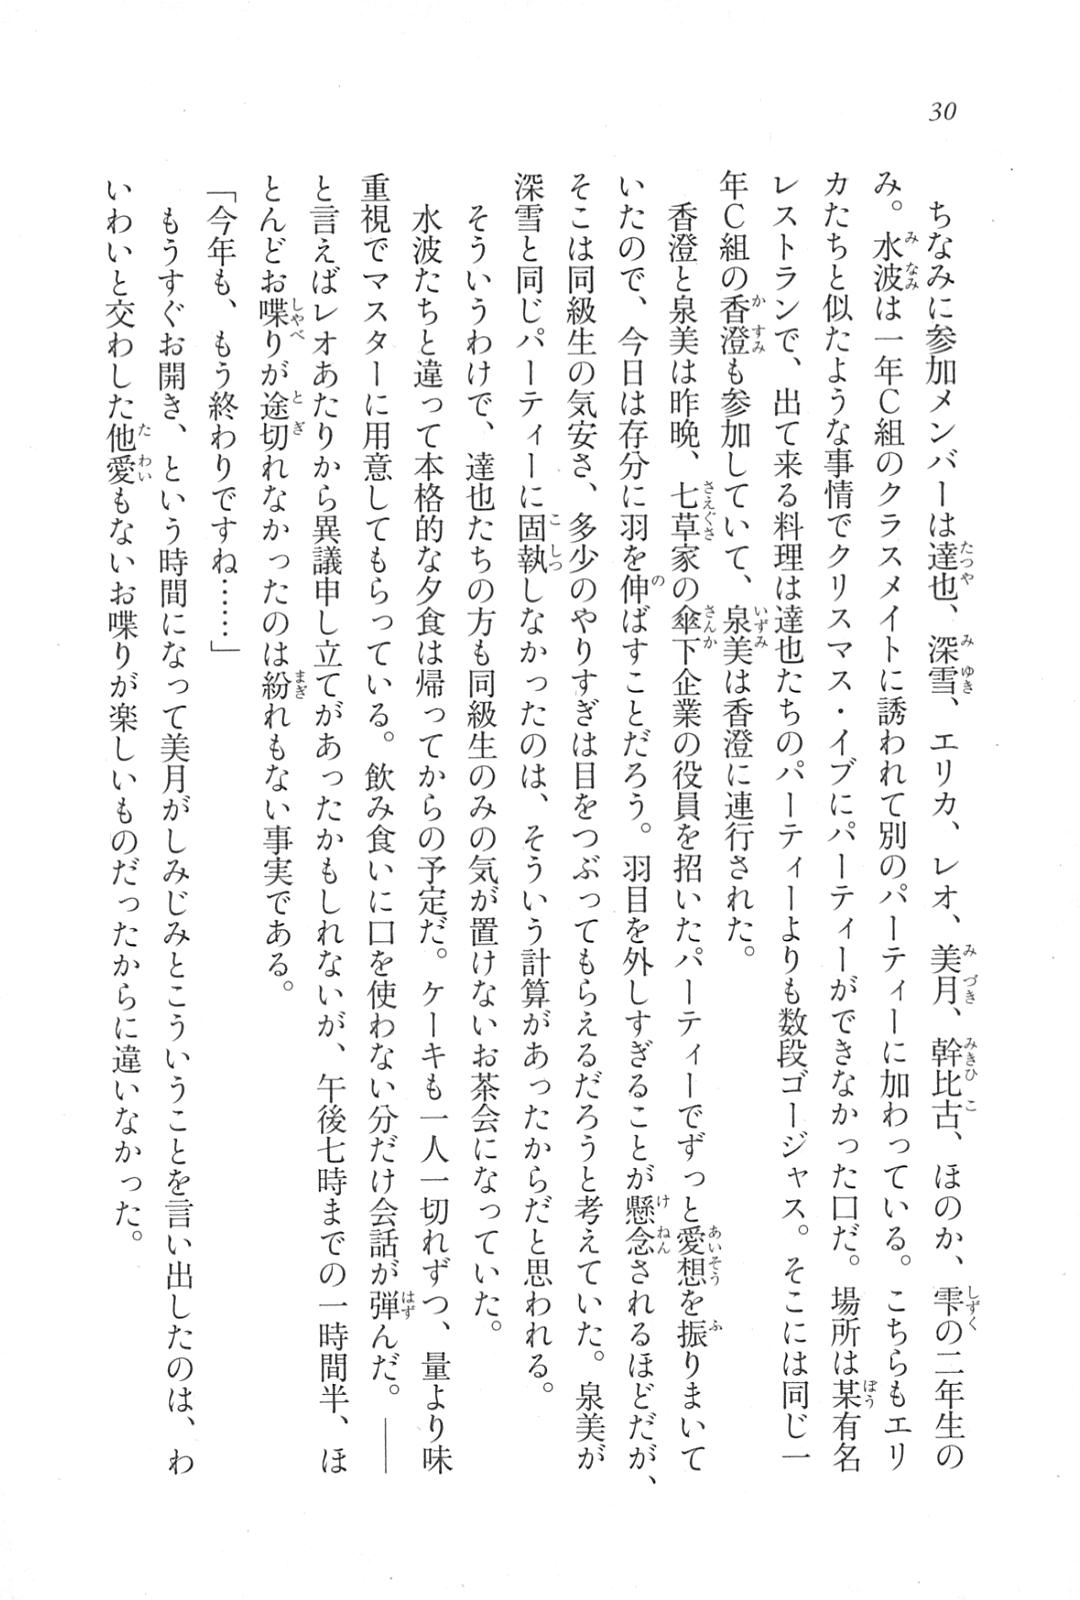 30
ちなみに参加メンバーは達也、深雪、エリカ、レオ、美月、幹比古、ほのか、雫の二年生の
み。水波は一年C組のクラスメイトに誘われて別のパーティーに加わっている。こちらもエリ
カたちと似たような事情でクリスマス・イブにパーティーができなかった口だ。場所は某有名
レストランで、出て来る料理は達也たちのパーティーよりも数段ゴージャス。そこには同じ一
年C組の香澄も参加していて、泉美は香澄に連行された。
香澄と泉美は昨晩、七草家の傘下企業の役員を招いたパーティーでずっと愛想を振りまいて
いたので、今日は存分に羽を伸ばすことだろう。羽目を外しすぎることが懸念されるほどだが、
そこは同級生の気安さ、多少のやりすぎは目をつぶってもらえるだろうと考えていた。泉美が
深雪と同じパーティーに固執しなかったのは、そういう計算があったからだと思われる。
そういうわけで、達也たちの方も同級生のみの気が置けないお茶会になっていた。
水波たちと違って本格的な夕食は帰ってからの予定だ。ケーキも一人一切れずつ、量より味
重視でマスターに用意してもらっている。飲み食いに口を使わない分だけ会話が弾んだ。――
と言えばレオあたりから異議申し立てがあったかもしれないが、午後七時までの一時間半、ほ
とんどお喋りが途切れなかったのは紛れもない事実である。
「今年も、もう終わりですね……」
もうすぐお開き、という時間になって美月がしみじみとこういうことを言い出したのは、わ
いわいと交わした他愛もないお喋りが楽しいものだったからに違いなかった。